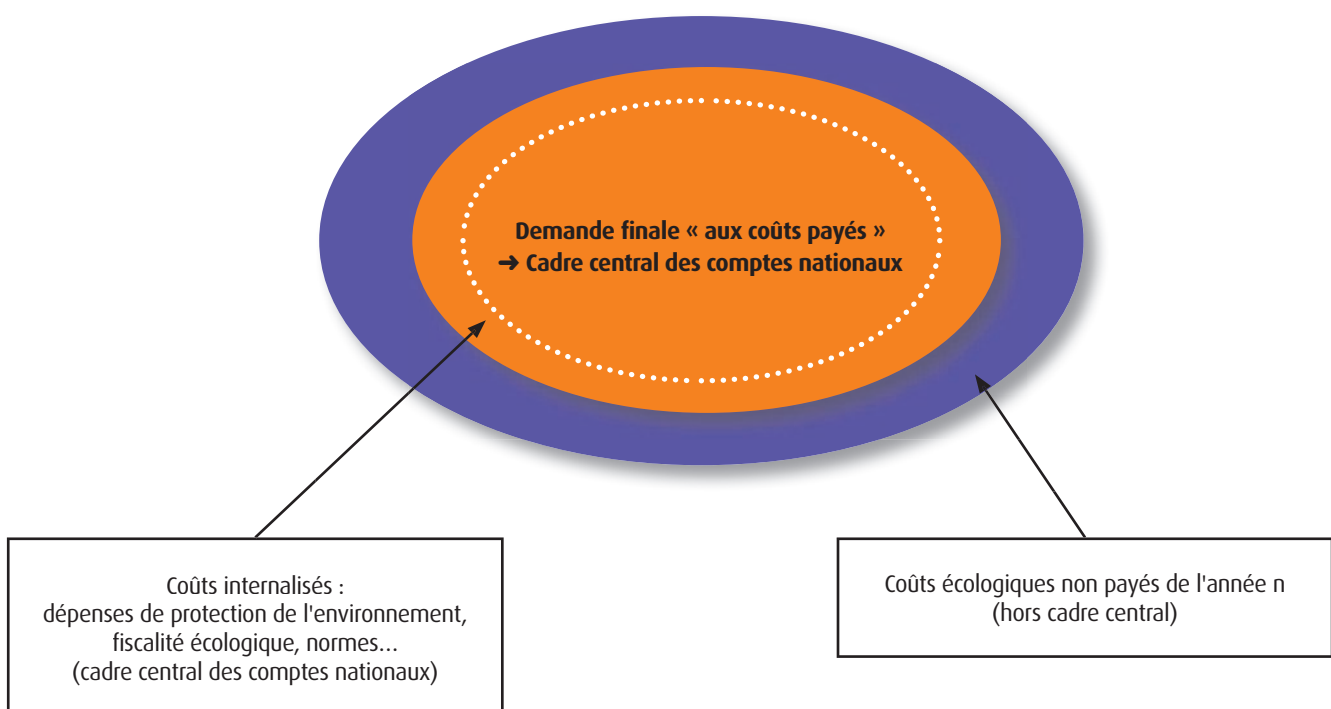 Demande finale « aux coûts payés »
➜ Cadre central des comptes nationaux
Coûts internalisés :
dépenses de protection de l'environnement,
fiscalité écologique, normes...
(cadre central des comptes nationaux)
Coûts écologiques non payés de l'année n
(hors cadre central)